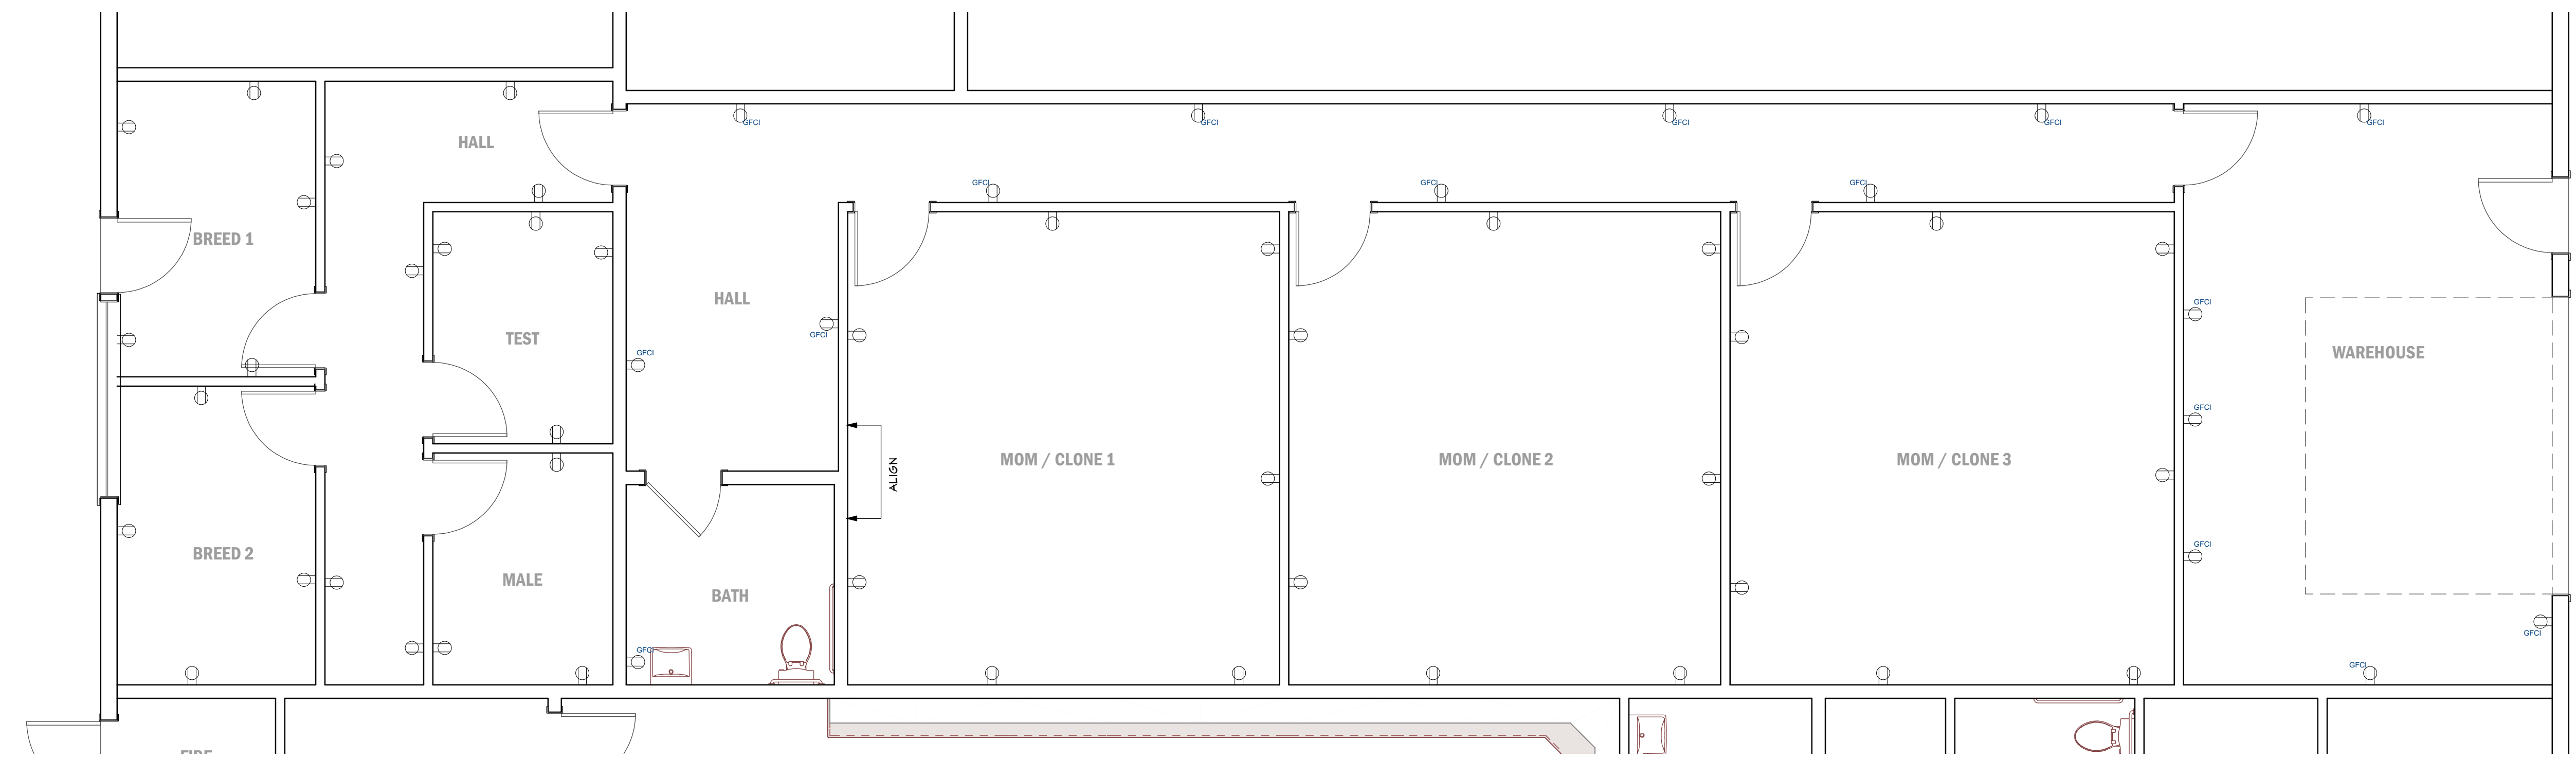 GFCI
GFCI
GFCI
GFCI
GFCI
HALL
GFCI
GFCI
GFCI
BREED 1
HALL
GFCI
GFCI
GFCI
TEST
WAREHOUSE
GFCI
MOM / CLONE 1
MOM / CLONE 2
MOM / CLONE 3
ALIGN
BREED 2
GFCI
MALE
BATH
GFCI
GFCI
GFCI
FIRE